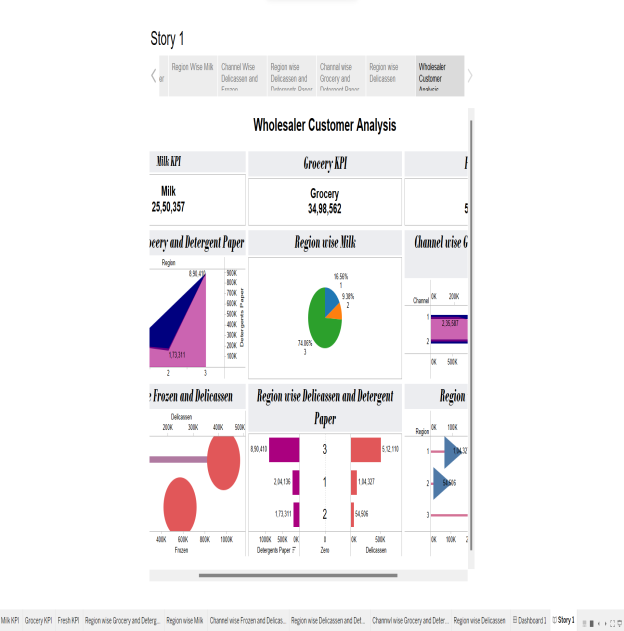 Story 1
Region Wise Milk
Channel Wise
Delicassen and
Frozen
Region wise
Delicassen and
Detergents Paper
Channal wise
Grocery and
Detergent Paper
Region wise
Delicassen
Wholesaler
Customer
Analysis
Wholesaler Customer Analysis
Milk KPI
Grocery KPI
Milk
25,50,357
Grocery
34,98,562
5
ocery and Detergent Paper
Region wise Milk
Channel wise G
Region
8,90,410
900K
800K
700K
600K
500K
400K
300K
200K
100K
Detergents Paper
1,73,311
2
3
16.56%
1
9.38%
2
74.06%
3
Channel
0K
200K
1
2,35,587
2
0K
500K
e Frozen and Delicassen
Region wise Delicassen and Detergent
Paper
Region
Delicassen
200K
300K
400K
500K
400K
600K
800K
1000K
Frozen
8,90,410
3
5,12,110
2,04,136
1
1,04,327
1,73,311
2
54,506
1000K
500K
0K
0
0K
500K
Detergents Paper
Zero
Delicassen
Region
0K
100K
1
2
3
0K
100K
2
Milk KPI
Grocery KPI
Fresh KPI
Region wise Grocery and Deterg...
Region wise Milk
Channel wise Frozen and Delicas...
Region wise Delicassen and Det...
Channwl wise Grocery and Deter...
Region wise Delicassen
Dashboard 1
Story 1